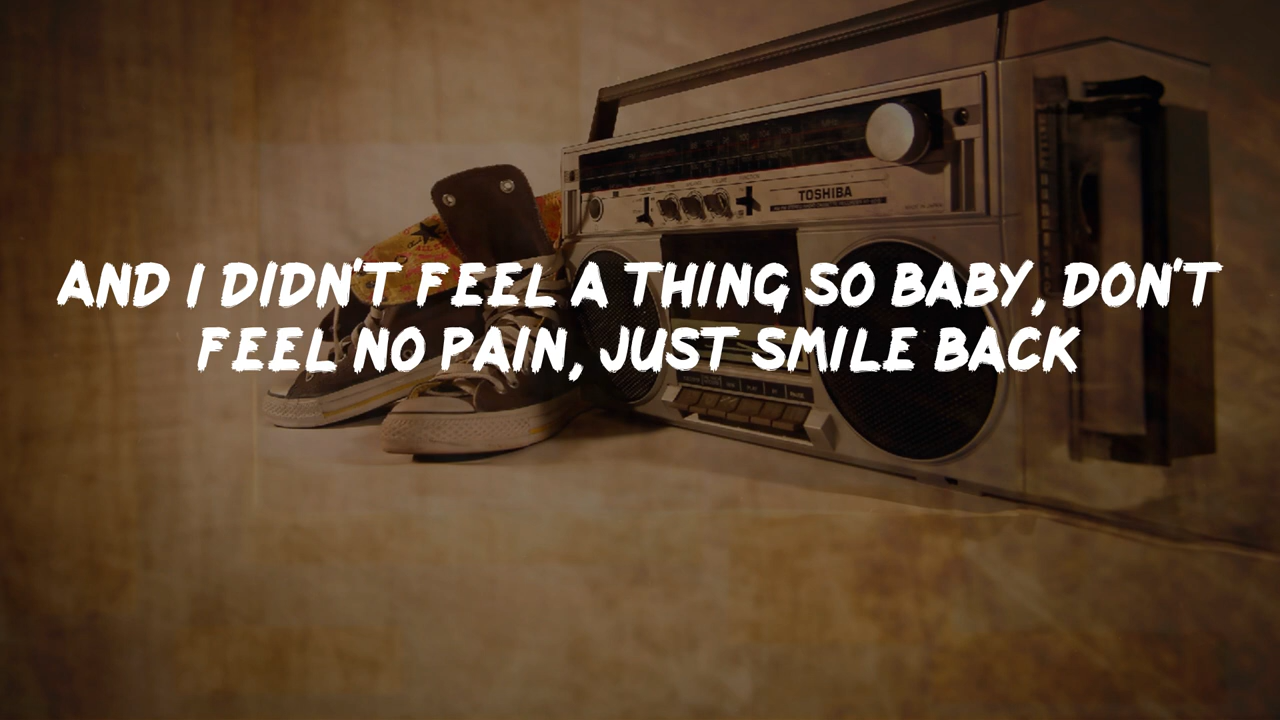 TOSHIBA
AND I DIDN'T FEEL A THING SO BABY, DON'T
FEEL NO PAIN, JUST SMILE BACK